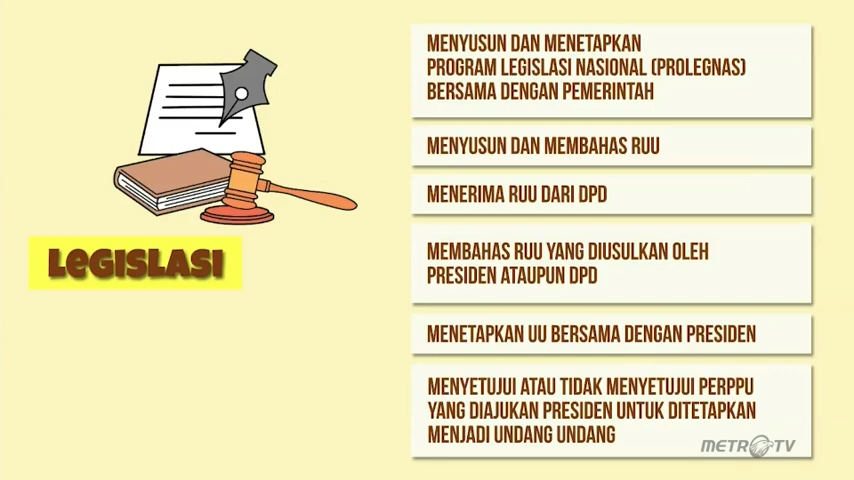 LEGISLASI
MENYUSUN DAN MENETAPKAN
PROGRAM LEGISLASI NASIONAL (PROLEGNAS)
BERSAMA DENGAN PEMERINTAH
MENYUSUN DAN MEMBAHAS RUU
MENERIMA RUU DARI DPD
MEMBAHAS RUU YANG DIUSULKAN OLEH
PRESIDEN ATAUPUN DPD
MENETAPKAN UU BERSAMA DENGAN PRESIDEN
MENYETUJUI ATAU TIDAK MENYETUJUI PERPPU
YANG DIAJUKAN PRESIDEN UNTUK DITETAPKAN
MENJADI UNDANG UNDANG
METRO TV